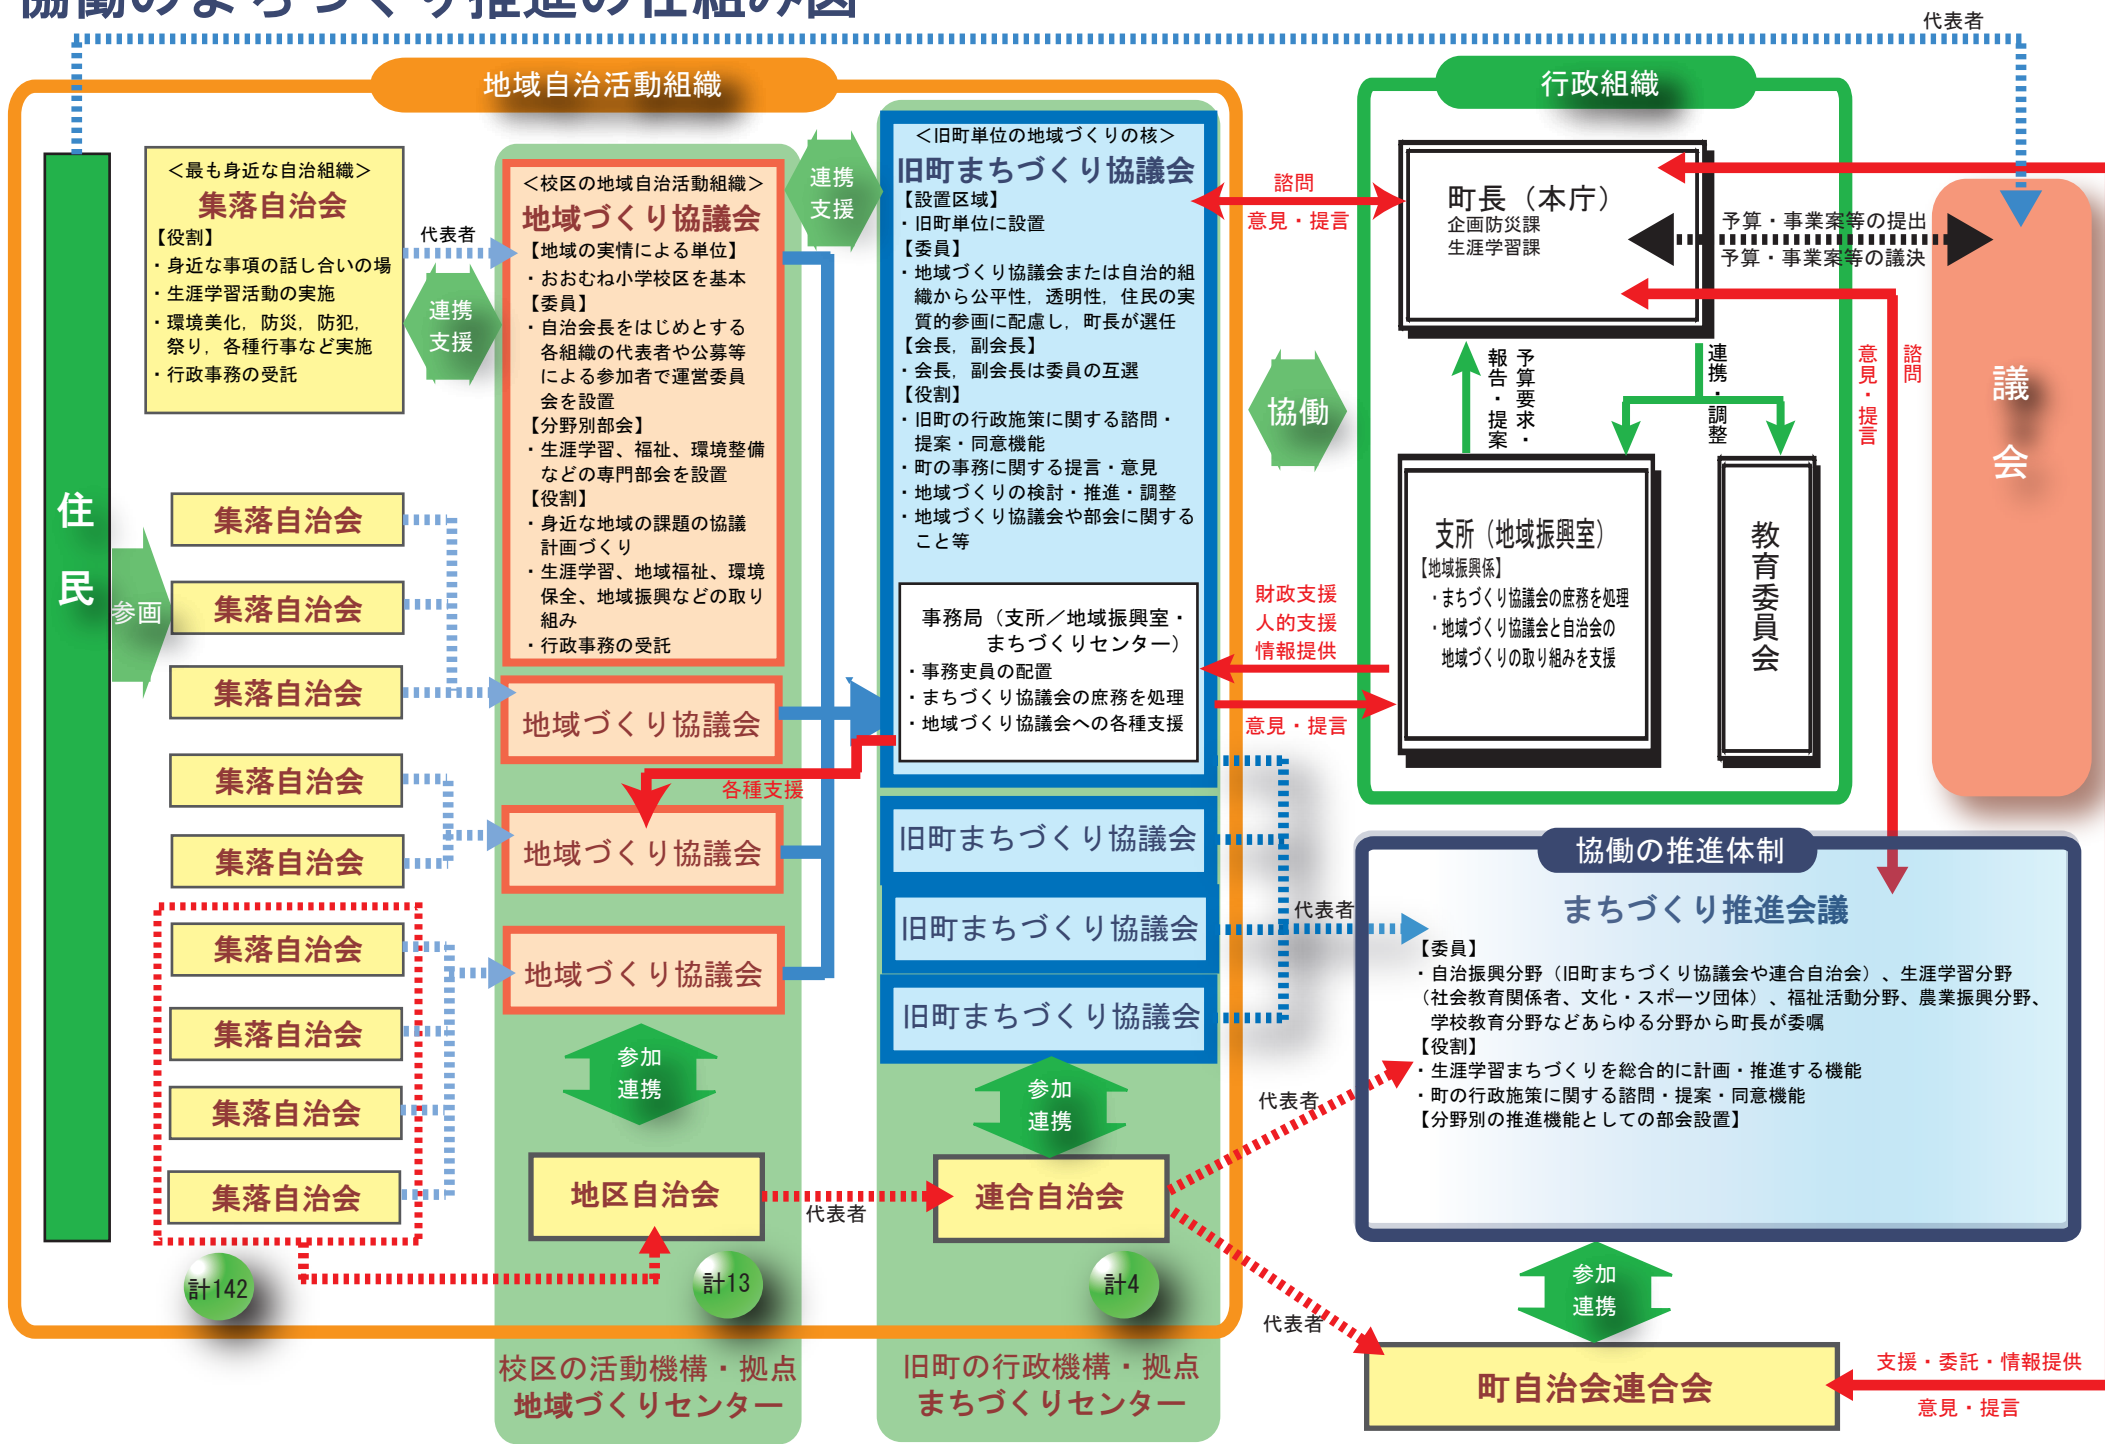 協働のまちづくり推進の仕組み図
代表者
地域自治活動組織
行政組織
住民
参画
＜最も身近な自治組織＞
集落自治会
【役割】
・身近な事項の話し合いの場
・生涯学習活動の実施
・環境美化，防災，防犯，
祭り，各種行事など実施
・行政事務の受託
代表者
連携
支援
集落自治会
集落自治会
集落自治会
集落自治会
集落自治会
集落自治会
集落自治会
集落自治会
集落自治会
計142
＜校区の地域自治活動組織＞
地域づくり協議会
【地域の実情による単位】
・おおむね小学校区を基本
【委員】
・自治会長をはじめとする
各組織の代表者や公募等
による参加者で運営委員
会を設置
【分野別部会】
・生涯学習、福祉、環境整備
などの専門部会を設置
【役割】
・身近な地域の課題の協議
計画づくり
・生涯学習、地域福祉、環境
保全、地域振興などの取り
組み
・行政事務の受託
地域づくり協議会
各種支援
地域づくり協議会
地域づくり協議会
参加
連携
地区自治会
代表者
計13
校区の活動機構・拠点
地域づくりセンター
連携
支援
＜旧町単位の地域づくりの核＞
旧町まちづくり協議会
【設置区域】
・旧町単位に設置
【委員】
・地域づくり協議会または自治的組
織から公平性，透明性，住民の実
質的参画に配慮し，町長が選任
【会長，副会長】
・会長，副会長は委員の互選
【役割】
・旧町の行政施策に関する諮問・
提案・同意機能
・町の事務に関する提言・意見
・地域づくりの検討・推進・調整
・地域づくり協議会や部会に関する
こと等
事務局（支所／地域振興室・
まちづくりセンター）
・事務吏員の配置
・まちづくり協議会の庶務を処理
・地域づくり協議会への各種支援
旧町まちづくり協議会
旧町まちづくり協議会
旧町まちづくり協議会
参加
連携
連合自治会
計4
旧町の行政機構・拠点
まちづくりセンター
諮問
意見・提言
協働
財政支援
人的支援
情報提供
意見・提言
代表者
代表者
代表者
町長（本庁）
企画防災課
生涯学習課
予算・事業案等の提出
予算・事業案等の議決
予算要求・
報告・提案
連携・調整
意見・提言
諮問
議会
支所（地域振興室）
【地域振興係】
・まちづくり協議会の庶務を処理
・地域づくり協議会と自治会の
地域づくりの取り組みを支援
教育委員会
協働の推進体制
まちづくり推進会議
【委員】
・自治振興分野（旧町まちづくり協議会や連合自治会）、生涯学習分野
（社会教育関係者、文化・スポーツ団体）、福祉活動分野、農業振興分野、
学校教育分野などあらゆる分野から町長が委嘱
【役割】
・生涯学習まちづくりを総合的に計画・推進する機能
・町の行政施策に関する諮問・提案・同意機能
【分野別の推進機能としての部会設置】
参加
連携
町自治会連合会
支援・委託・情報提供
意見・提言